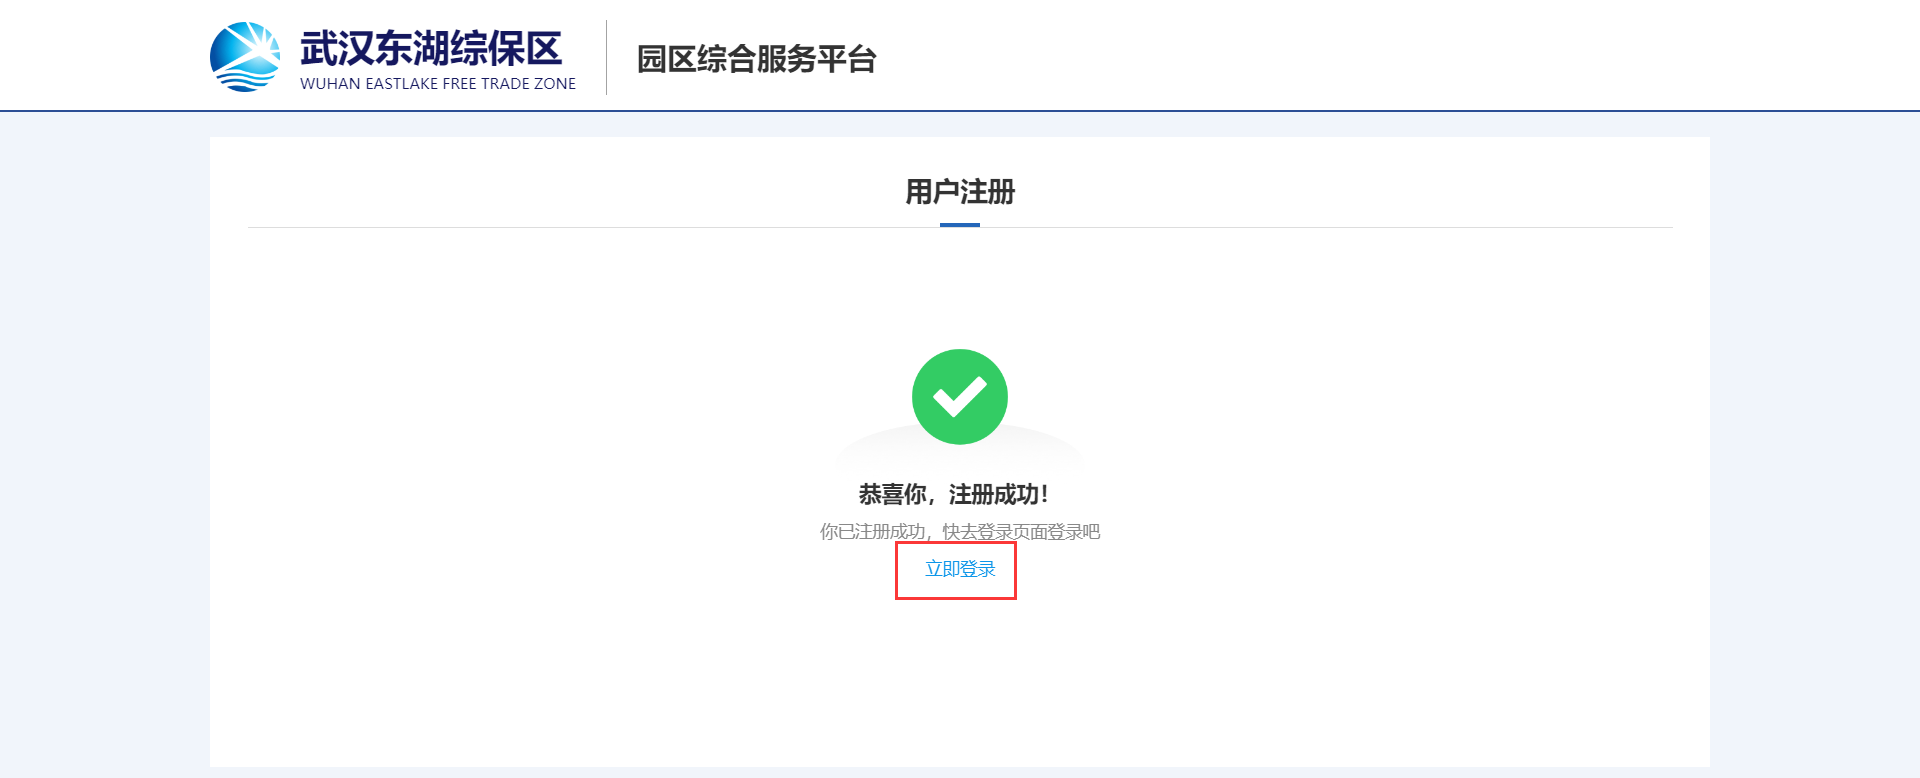 武汉东湖综保区
WUHAN EASTLAKE FREE TRADE ZONE
园区综合服务平台
用户注册
恭喜你，注册成功！
你已注册成功，快去登录页面登录吧
立即登录